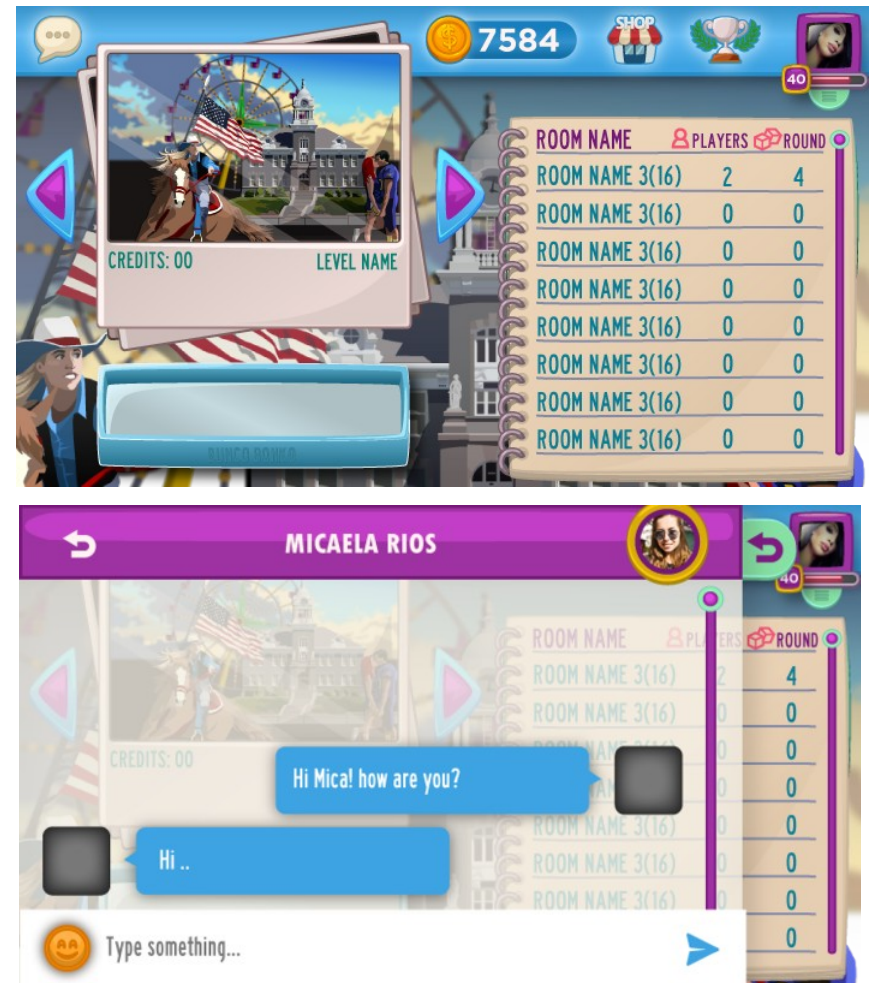 7584
SHOP
40
ROOM NAME PLAYERS ROUND
ROOM NAME 3(16) 2 4
ROOM NAME 3(16) 0 0
ROOM NAME 3(16) 0 0
ROOM NAME 3(16) 0 0
ROOM NAME 3(16) 0 0
ROOM NAME 3(16) 0 0
ROOM NAME 3(16) 0 0
ROOM NAME 3(16) 0 0
CREDITS: 00 LEVEL NAME
MICAELA RIOS
40
ROOM NAME PLAYERS ROUND
ROOM NAME 3(16) 2 4
ROOM NAME 3(16) 0 0
0
CREDITS: 00
Hi Mica! how are you?
0
ROOM NAME 3(16) 0 0
Hi ..
ROOM NAME 3(16) 0 0
ROOM NAME 3(16) 0 0
0
Type something...